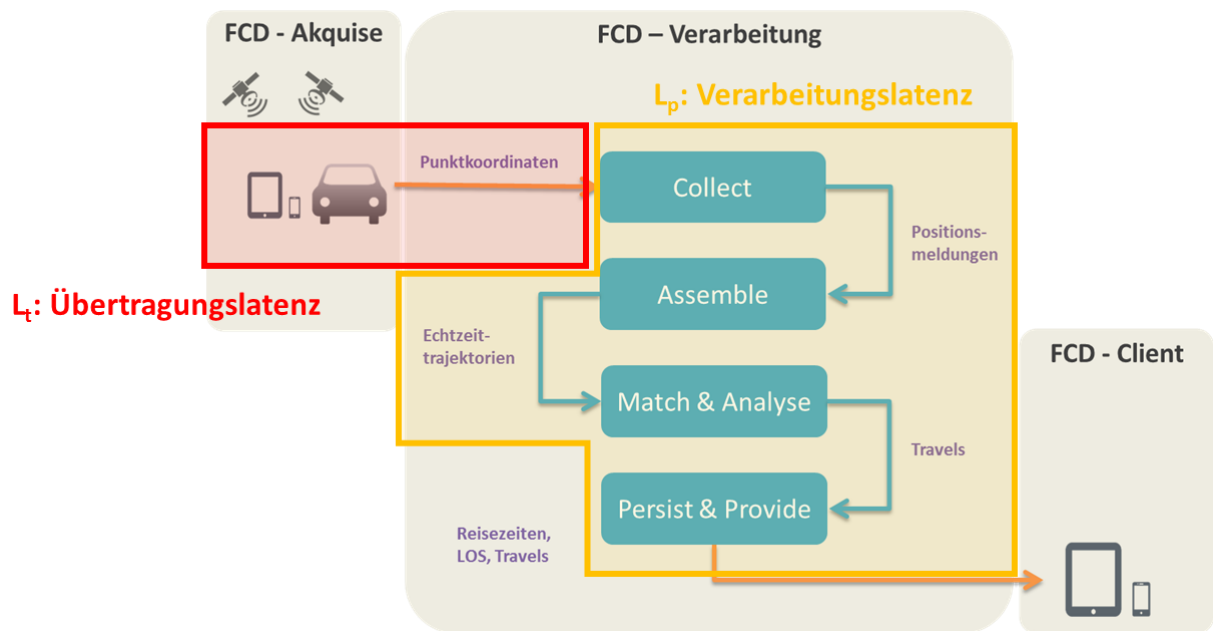 FCD - Akquise
FCD – Verarbeitung
Lp: Verarbeitungslatenz
Punktkoordinaten
Collect
Positions-
meldungen
Lt: Übertragungslatenz
Assemble
Echtzeit-
trajektorien
FCD - Client
Match & Analyse
Travels
Persist & Provide
Reisezeiten,
LOS, Travels